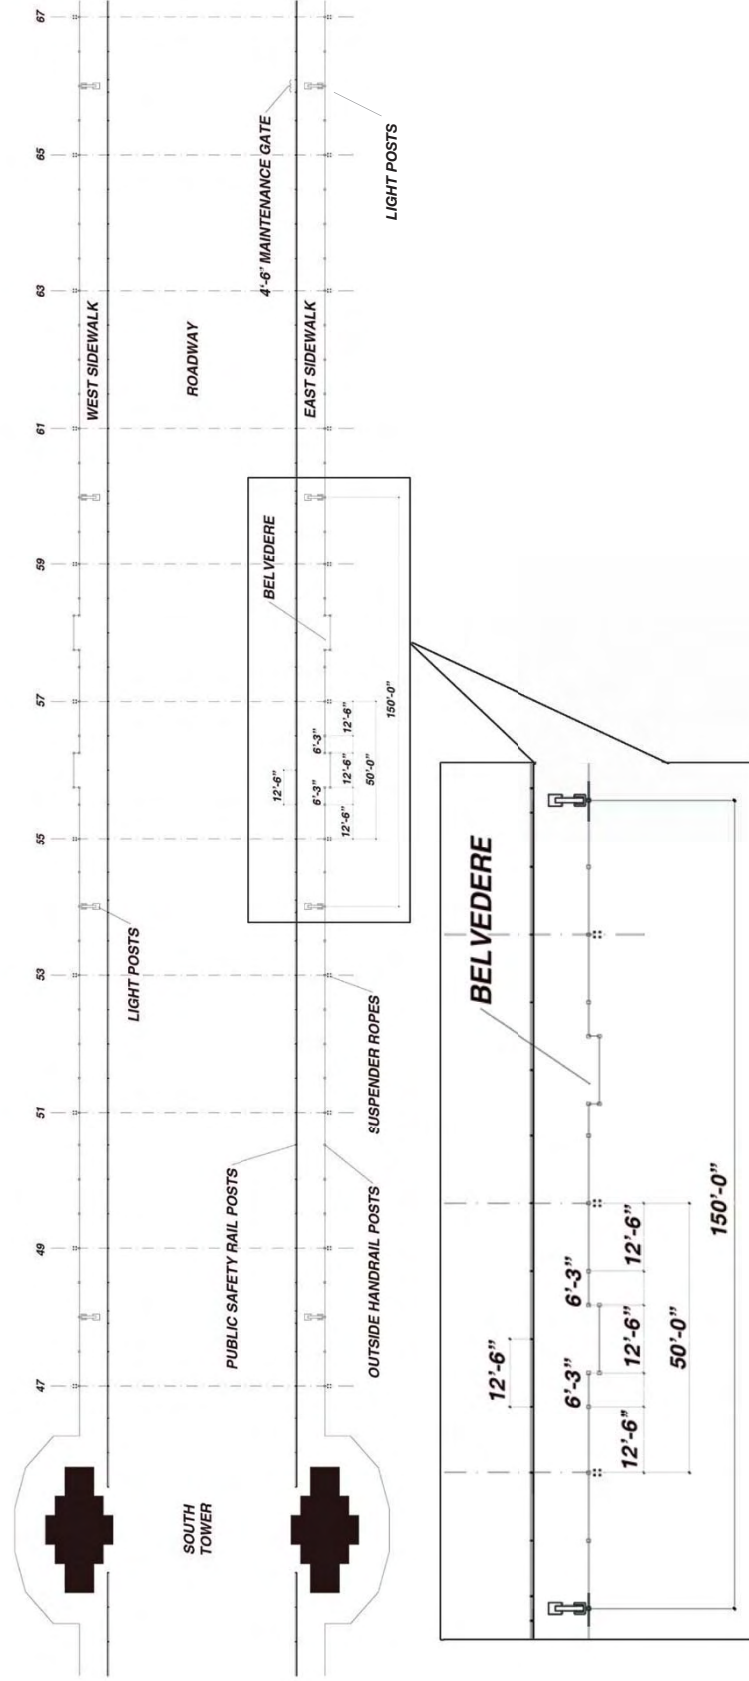 67
65
63
61
59
57
55
53
51
49
47
4'-6' MAINTENANCE GATE
LIGHT POSTS
WEST SIDEWALK
ROADWAY
EAST SIDEWALK
BELVEDERE
12'-6"
6'-3"
6'-3"
12'-6"
12'-6"
12'-6"
50'-0"
150'-0"
LIGHT POSTS
SUSPENDER ROPES
PUBLIC SAFETY RAIL POSTS
OUTSIDE HANDRAIL POSTS
SOUTH
TOWER
BELVEDERE
12'-6"
6'-3"
6'-3"
12'-6"
12'-6"
12'-6"
50'-0"
150'-0"